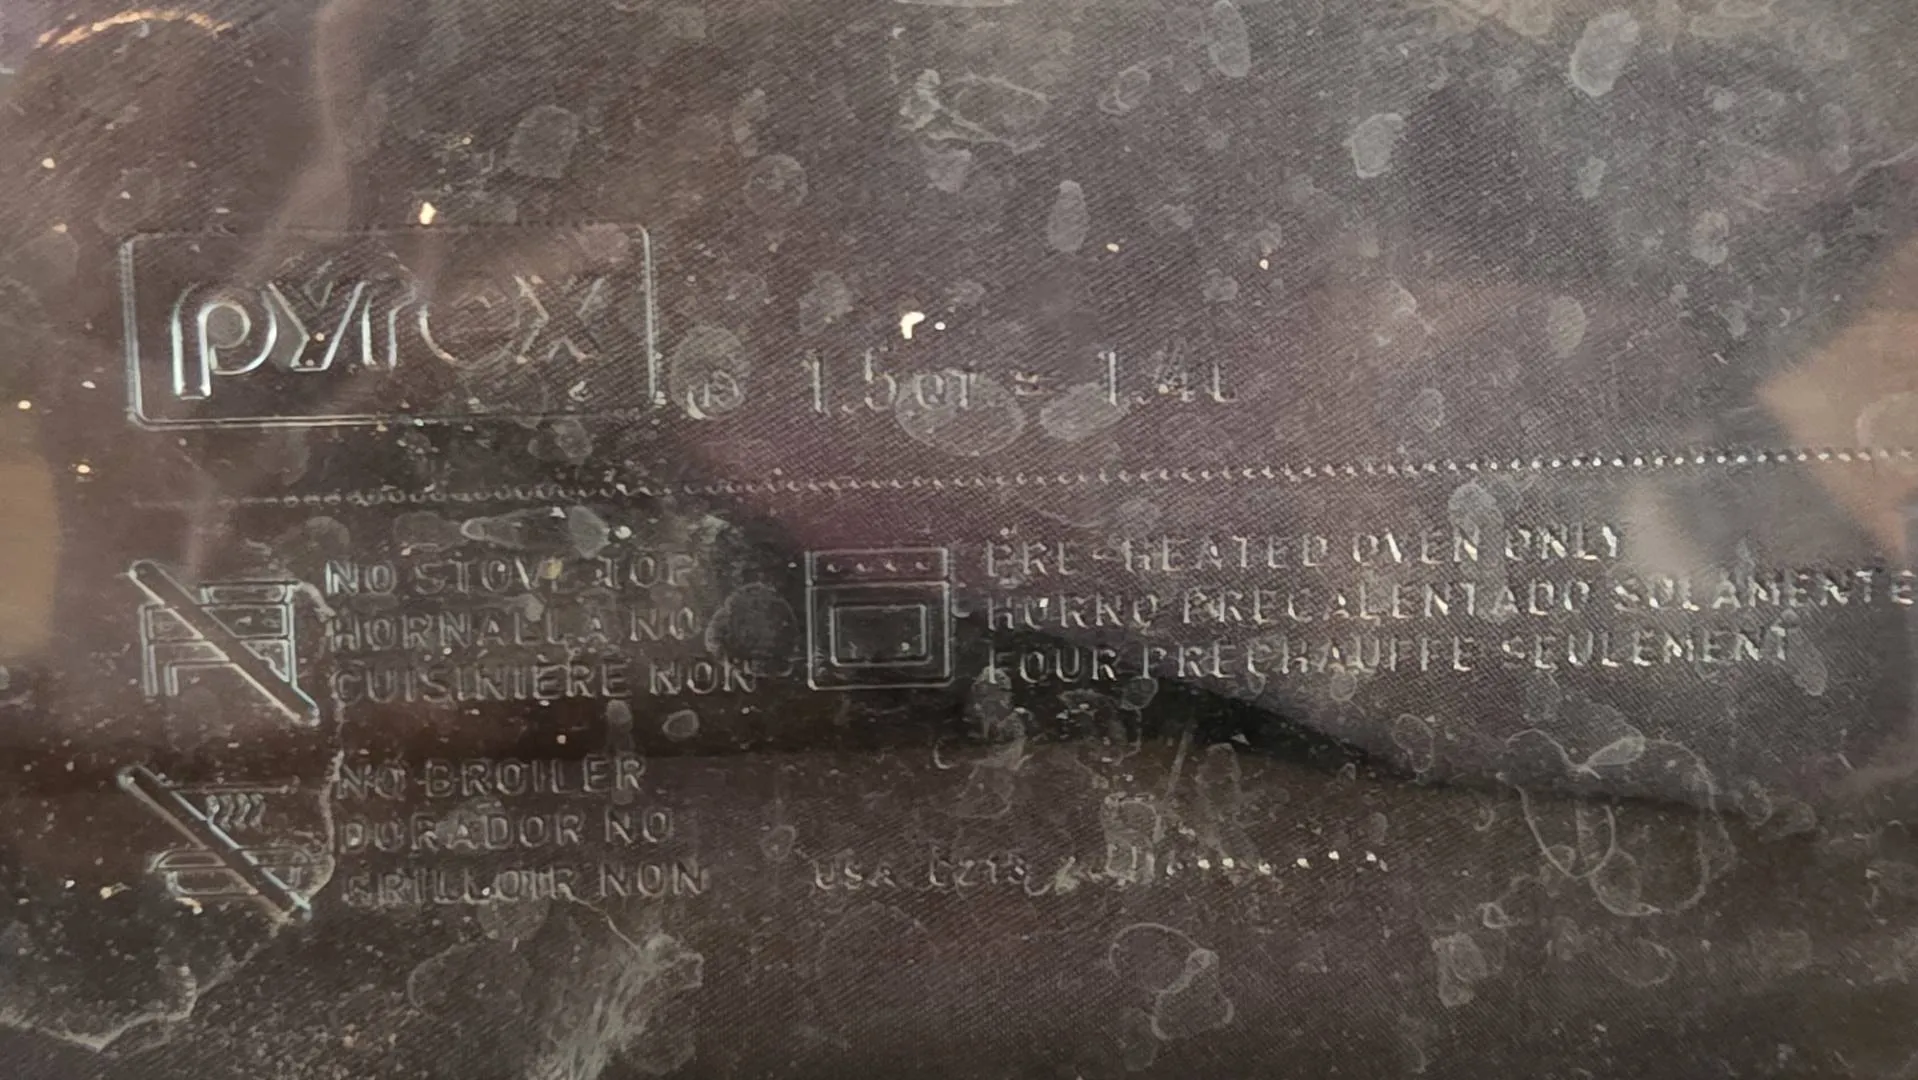 pyrex ® 1.5 QT. = 1.4 L
NO STOVE TOP
HORNALLA NO
CUISINIÈRE NON
PRE-HEATED OVEN ONLY
HORNO PRECALENTADO SOLAMENTE
FOUR PRECHAUFFE SEULEMENT
NO BROILER
DORADOR NO
GRILLOIR NON
USA